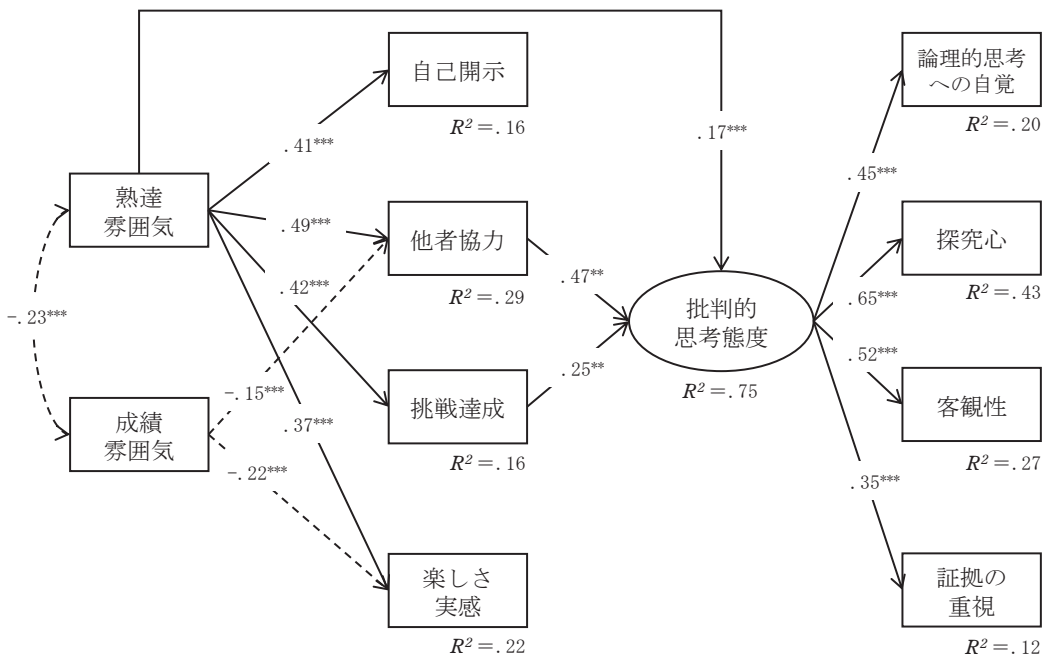 自己開示
R²=.16
論理的思考
への自覚
R²=.20
.41***
.17***
.45***
熟達
雰囲気
.49***
他者協力
R²=.29
.47**
探究心
R²=.43
.65***
.42***
-.23***
批判的
思考態度
R²=.75
.52***
-.15***
.25**
成績
雰囲気
.37***
挑戦達成
R²=.16
客観性
R²=.27
-.22***
.35***
楽しさ
実感
R²=.22
証拠の
重視
R²=.12